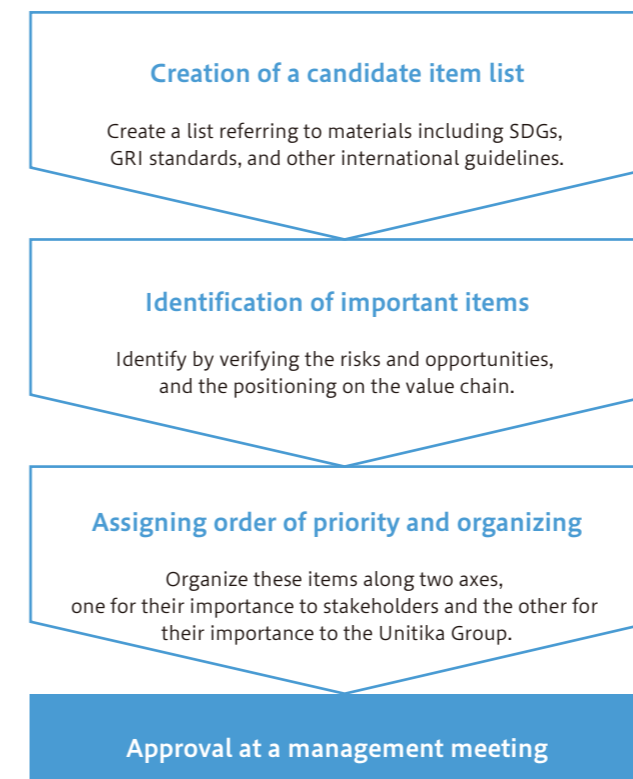 Creation of a candidate item list
Create a list referring to materials including SDGs,
GRI standards, and other international guidelines.
Identification of important items
Identify by verifying the risks and opportunities,
and the positioning on the value chain.
Assigning order of priority and organizing
Organize these items along two axes,
one for their importance to stakeholders and the other for
their importance to the Unitika Group.
Approval at a management meeting